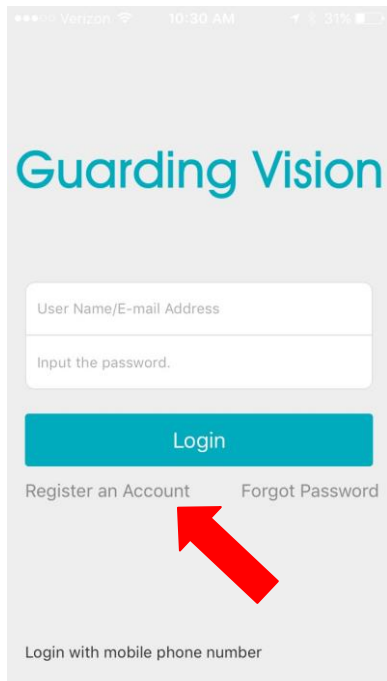 Verizon 10:30 AM 31%
Guarding Vision
User Name/E-mail Address
Input the password.
Login
Register an Account Forgot Password
Login with mobile phone number